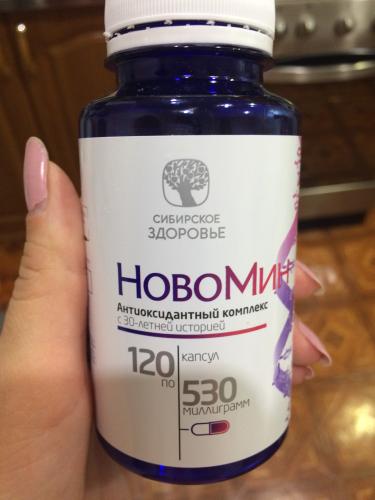 СИБИРСКОЕ
ЗДОРОВЬЕ
НОВОМИН
Антиоксидантный комплекс
с 30-летней историей
120 капсул
по 530
миллиграмм